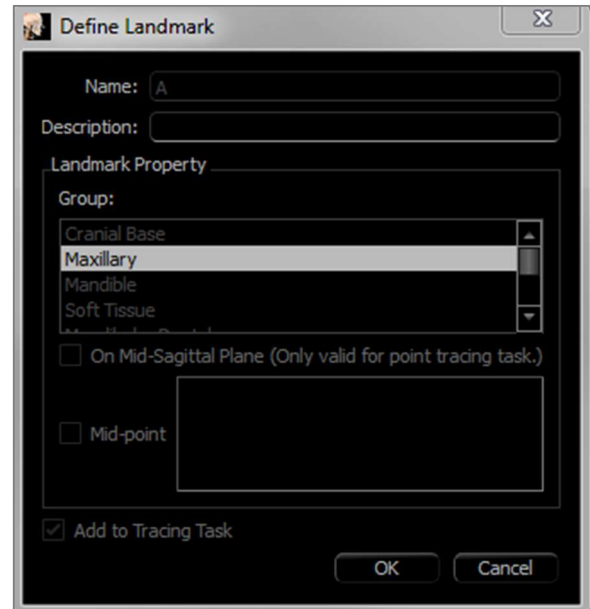 Define Landmark
Name: A
Description:
Landmark Property
Group:
Cranial Base
Maxillary
Mandible
Soft Tissue
On Mid-Sagittal Plane (Only valid for point tracing task.)
Mid-point
Add to Tracing Task
OK Cancel